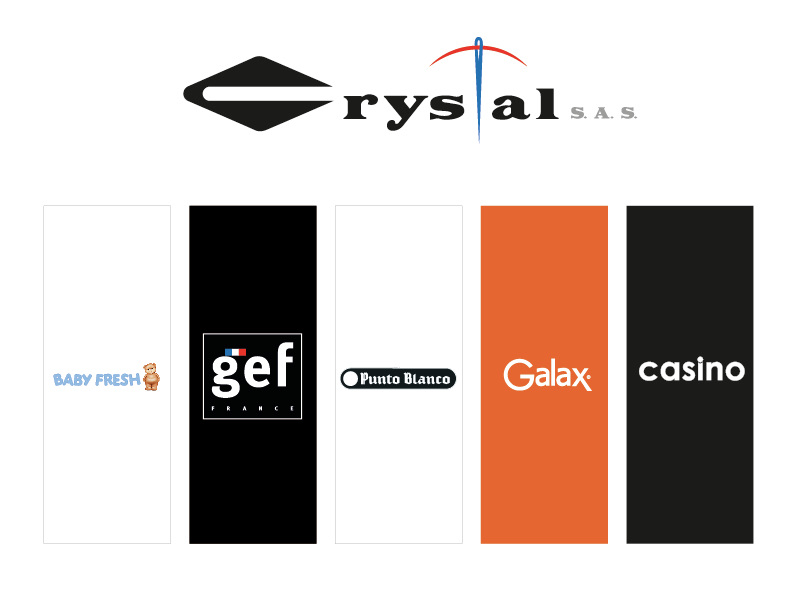 Crystal S. A. S.
BABY FRESH
gef
FRANCE
Punto Blanco
Galax
casino